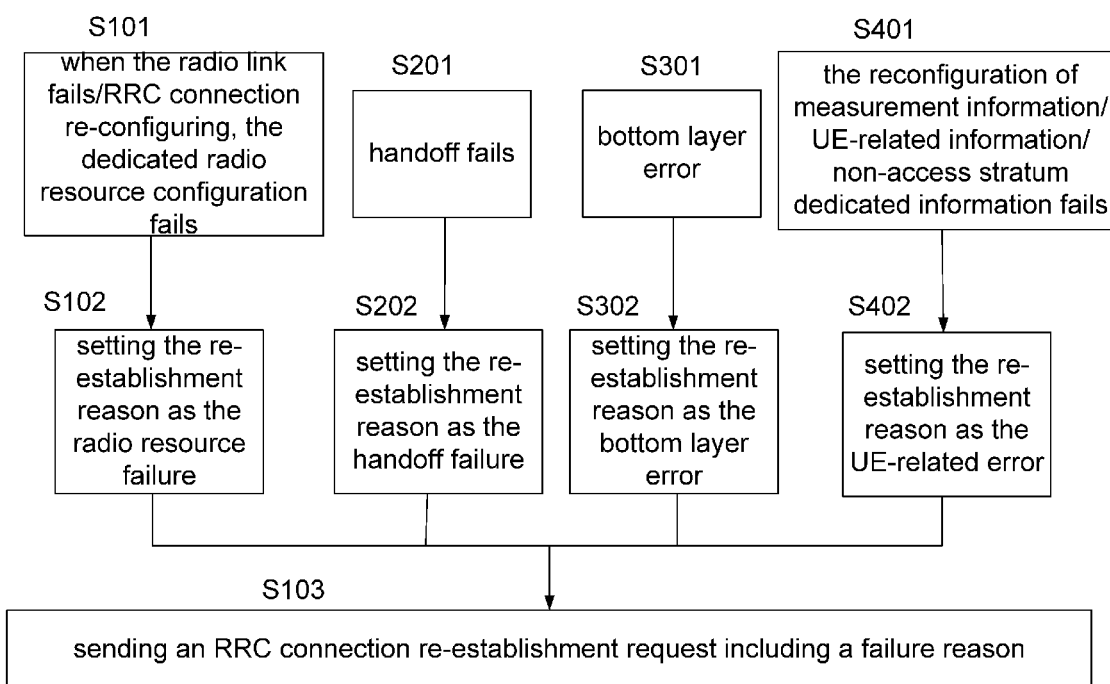 S101
when the radio link
fails/RRC connection
re-configuring, the
dedicated radio
resource configuration
fails
S201
handoff fails
S301
bottom layer
error
S401
the reconfiguration of
measurement information/
UE-related information/
non-access stratum
dedicated information fails
S102
setting the re-
establishment
reason as the
radio resource
failure
S202
setting the re-
establishment
reason as the
handoff failure
S302
setting the re-
establishment
reason as the
bottom layer
error
S402
setting the re-
establishment
reason as the
UE-related error
S103
sending an RRC connection re-establishment request including a failure reason